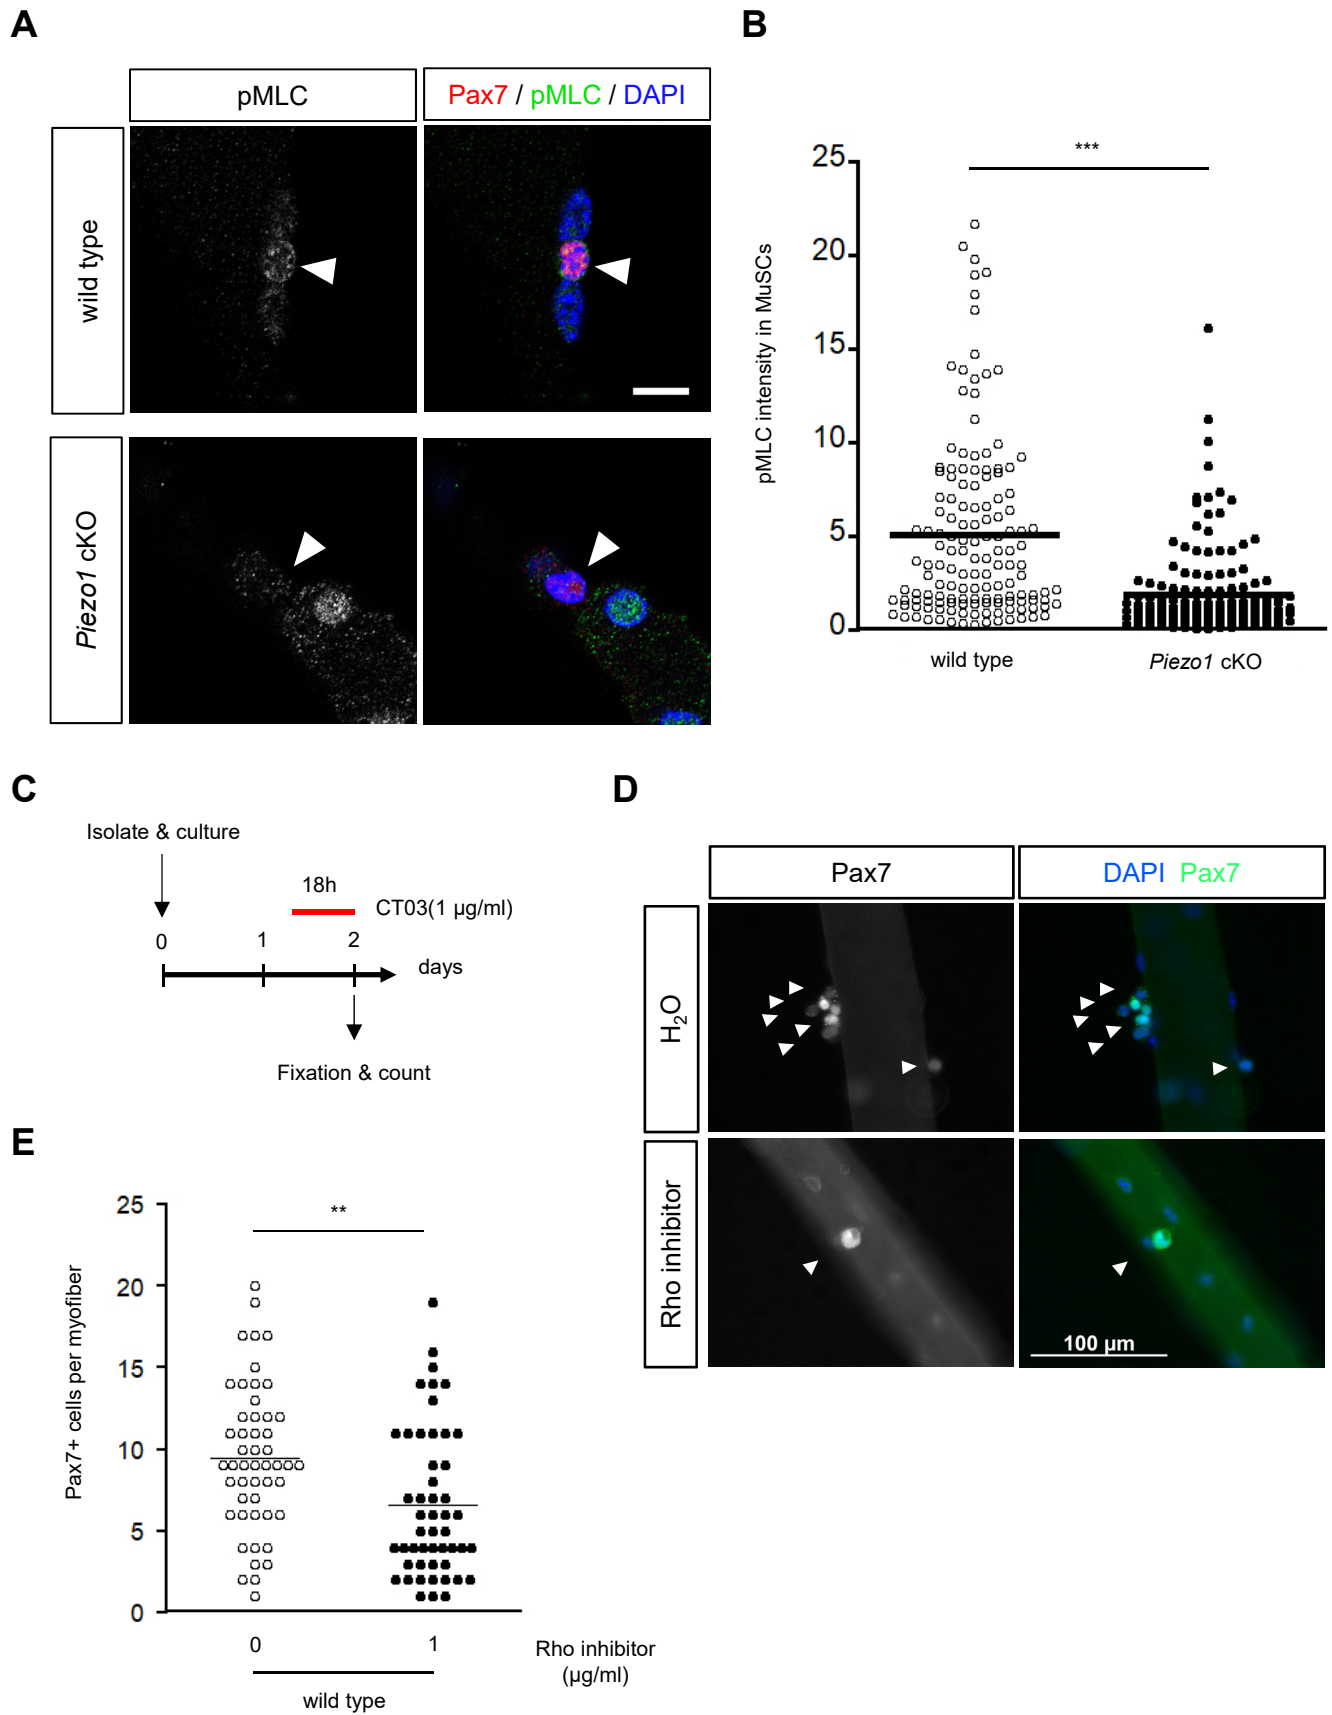 A
pMLC
Pax7 / pMLC / DAPI
wild type
Piezo1 cKO
B
***
pMLC intensity in MuSCs
25
20
15
10
5
0
wild type
Piezo1 cKO
C
Isolate & culture
18h
CT03(1 µg/ml)
0
1
2
days
Fixation & count
D
Pax7
DAPI Pax7
H₂O
Rho inhibitor
100 µm
E
**
Pax7+ cells per myofiber
25
20
15
10
5
0
0
1
Rho inhibitor
(µg/ml)
wild type